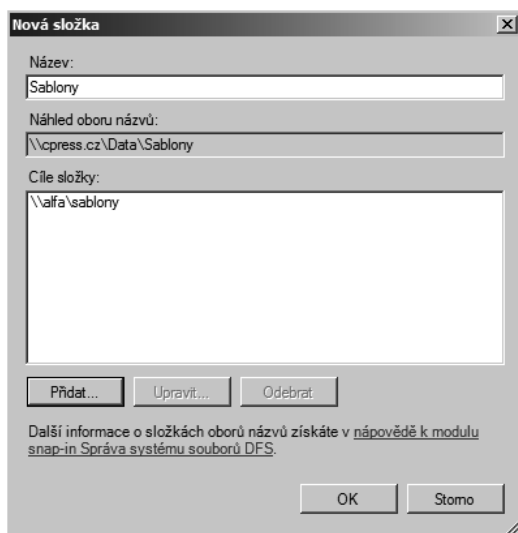 Nová složka
Název:
Sablony
Náhled oboru názvů:
\\cpress.cz\Data\Sablony
Cíle složky:
\\alfa\sablony
Přidat... Upravit... Odebrat
Další informace o složkách oborů názvů získáte v nápovědě k modulu
snap-in Správa systému souborů DFS.
OK Storno